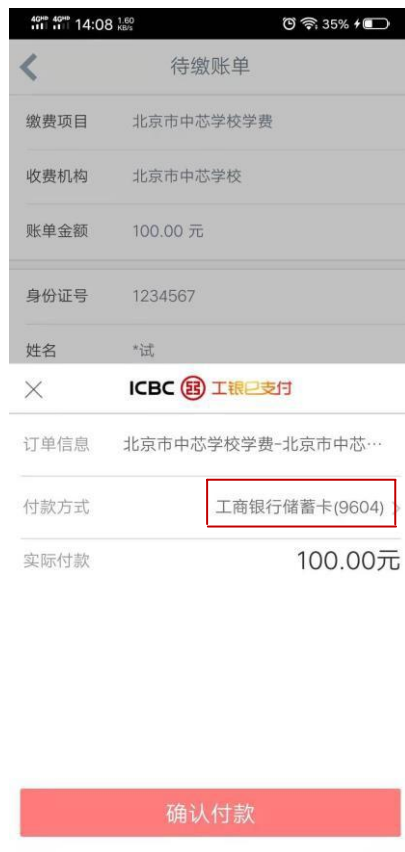 4GHD 4GHD 14:08 1.60 KB/s 35%
待缴账单
缴费项目 北京市中芯学校学费
收费机构 北京市中芯学校
账单金额 100.00 元
身份证号 1234567
姓名 *试
ICBC 工银已支付
订单信息 北京市中芯学校学费-北京市中芯…
付款方式 工商银行储蓄卡(9604)
实际付款 100.00元
确认付款